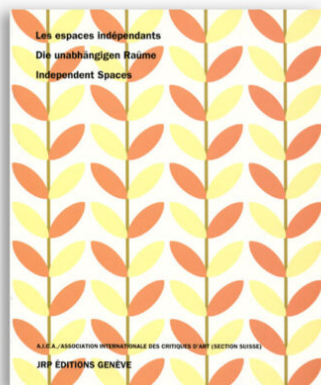 Les espaces indépendants
Die unabhängigen Raüme
Independent Spaces
A.I.C.A./ASSOCIATION INTERNATIONALE DES CRITIQUES D'ART (SECTION SUISSE)
JRP ÉDITIONS GENÈVE